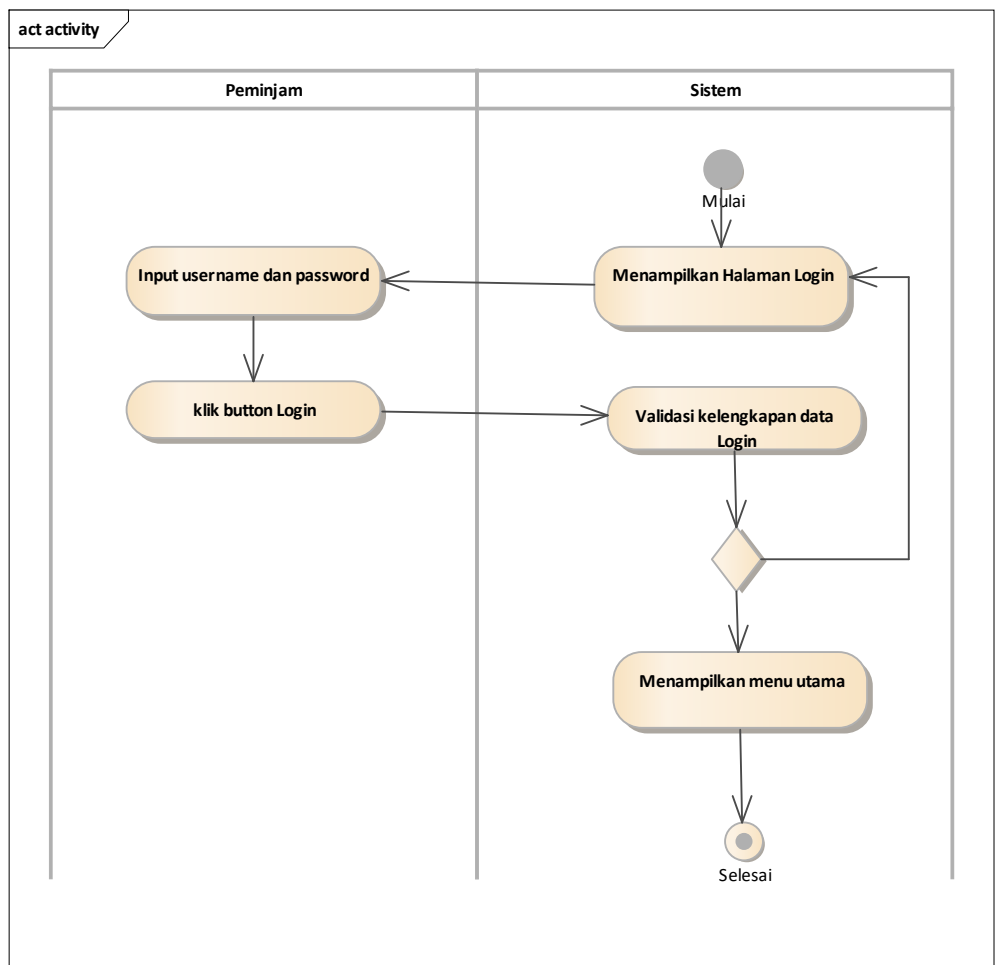 act activity
Peminjam
Sistem
Mulai
Input username dan password
Menampilkan Halaman Login
klik button Login
Validasi kelengkapan data
Login
Menampilkan menu utama
Selesai